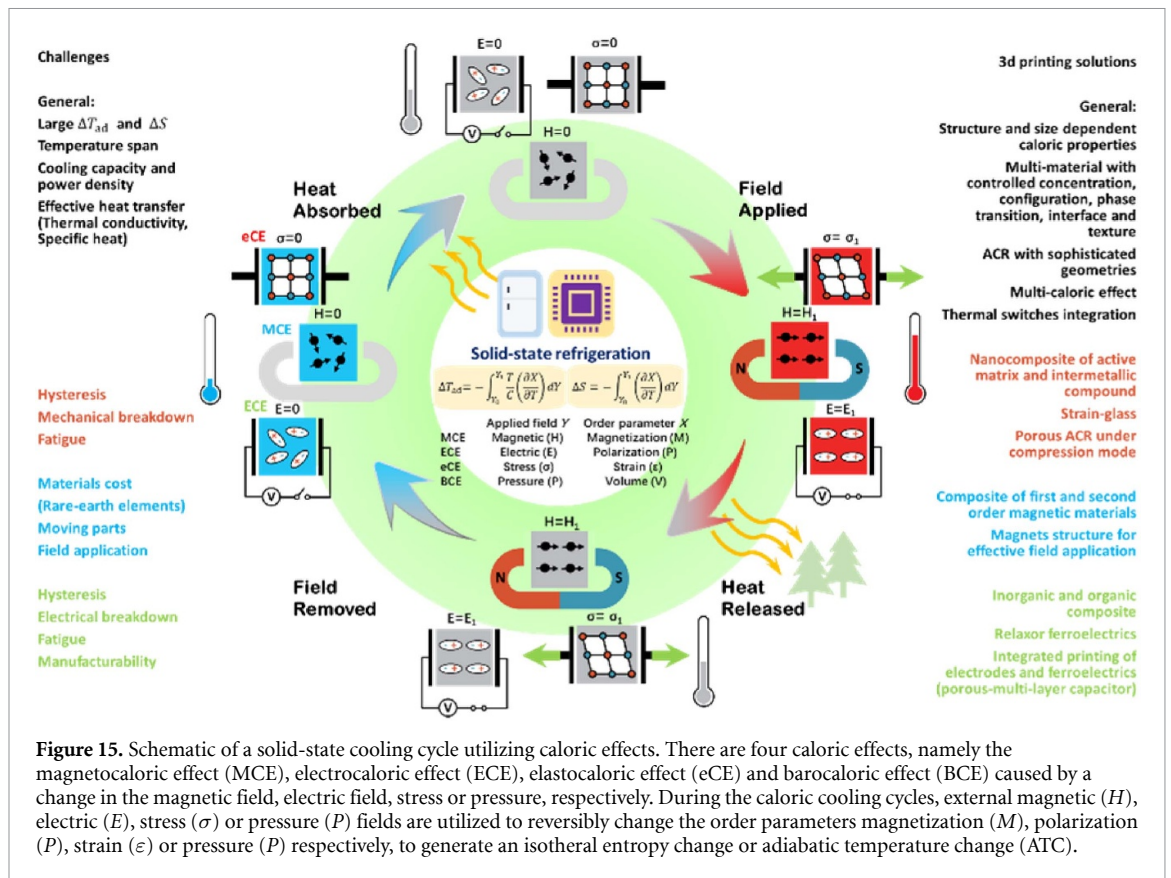 Challenges
General:
Large ΔT_ad and ΔS
Temperature span
Cooling capacity and
power density
Effective heat transfer
(Thermal conductivity,
Specific heat)
Hysteresis
Mechanical breakdown
Fatigue
Materials cost
(Rare-earth elements)
Moving parts
Field application
Hysteresis
Electrical breakdown
Fatigue
Manufacturability
E=0
σ=0
V
H=0
Heat
Absorbed
Field
Applied
eCE
σ=0
H=0
MCE
ECE
E=0
V
σ= σ₁
H=H₁
N
S
E=E₁
V
Solid-state refrigeration
ΔT_ad= − ∫_{Y₀}^{Y₁} T/C (∂X/∂T) dY
ΔS = − ∫_{Y₀}^{Y₁} (∂X/∂T) dY
Applied field Y Order parameter X
MCE Magnetic (H) Magnetization (M)
ECE Electric (E) Polarization (P)
eCE Stress (σ) Strain (ε)
BCE Pressure (P) Volume (V)
H=H₁
N
S
Field
Removed
Heat
Released
E=E₁
V
σ= σ₁
3d printing solutions
General:
Structure and size dependent
caloric properties
Multi-material with
controlled concentration,
configuration, phase
transition, interface and
texture
ACR with sophisticated
geometries
Multi-caloric effect
Thermal switches integration
Nanocomposite of active
matrix and intermetallic
compound
Strain-glass
Porous ACR under
compression mode
Composite of first and second
order magnetic materials
Magnets structure for
effective field application
Inorganic and organic
composite
Relaxor ferroelectrics
Integrated printing of
electrodes and ferroelectrics
(porous-multi-layer capacitor)
Figure 15. Schematic of a solid-state cooling cycle utilizing caloric effects. There are four caloric effects, namely the
magnetocaloric effect (MCE), electrocaloric effect (ECE), elastocaloric effect (eCE) and barocaloric effect (BCE) caused by a
change in the magnetic field, electric field, stress or pressure, respectively. During the caloric cooling cycles, external magnetic (H),
electric (E), stress (σ) or pressure (P) fields are utilized to reversibly change the order parameters magnetization (M), polarization
(P), strain (ε) or pressure (P) respectively, to generate an isotheral entropy change or adiabatic temperature change (ATC).